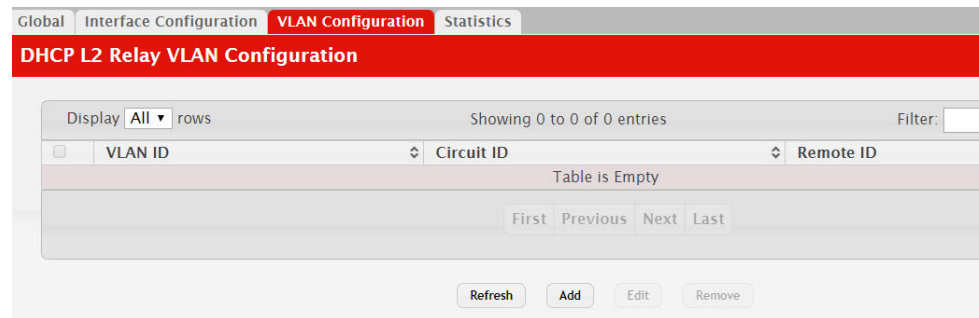 Global Interface Configuration VLAN Configuration Statistics
DHCP L2 Relay VLAN Configuration
Display All rows Showing 0 to 0 of 0 entries Filter:
VLAN ID Circuit ID Remote ID
Table is Empty
First Previous Next Last
Refresh Add Edit Remove